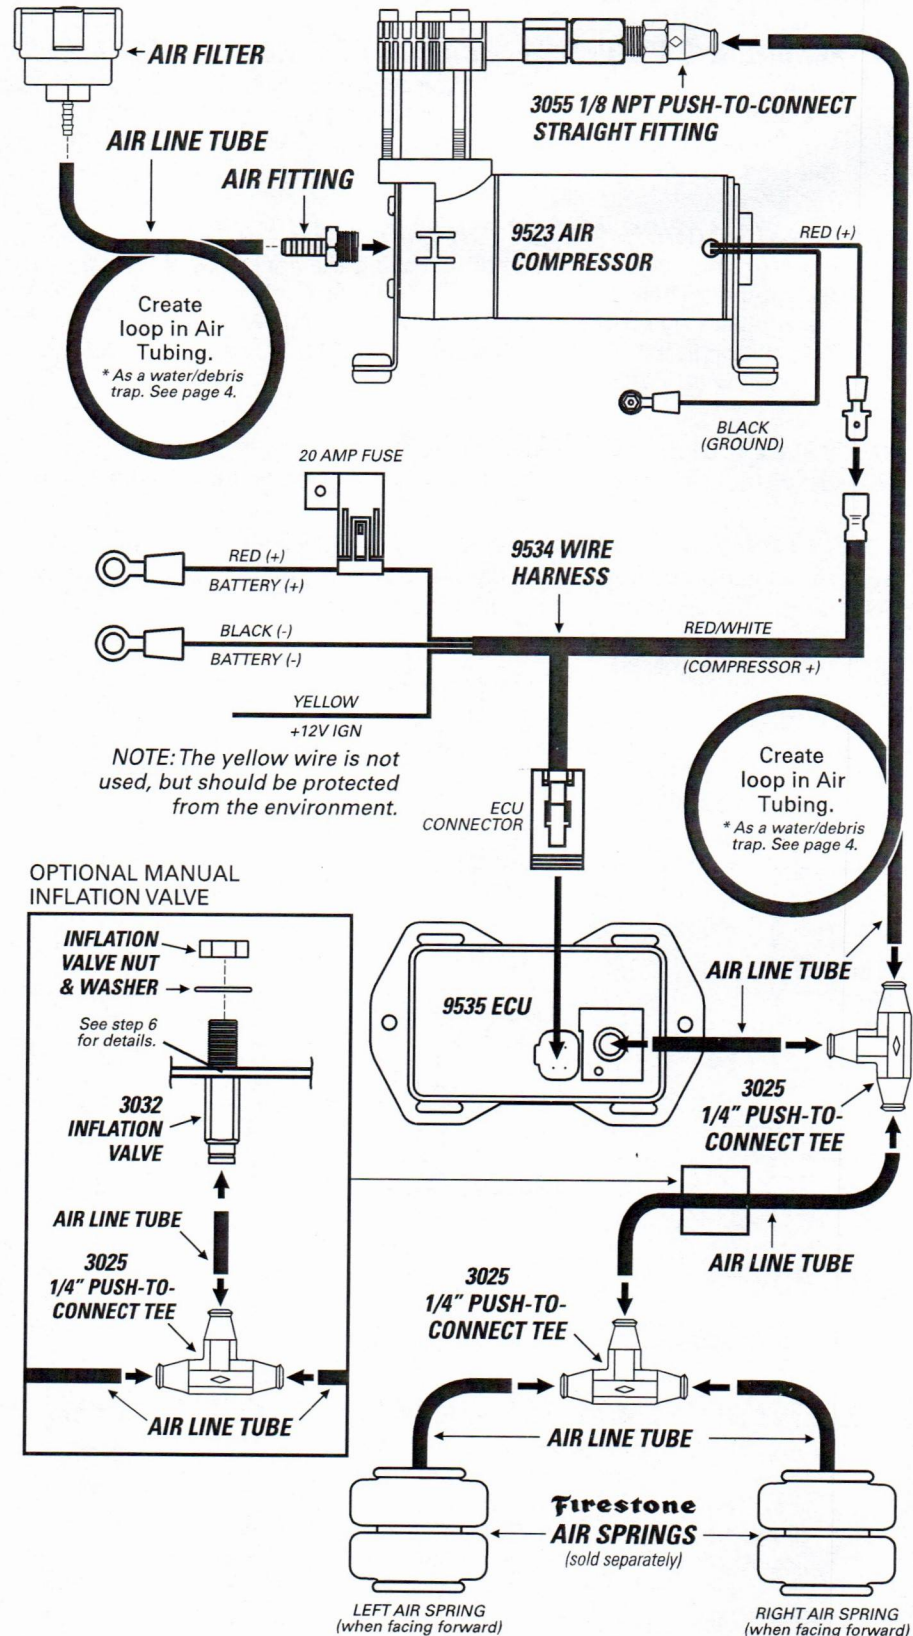 AIR FILTER
3055 1/8 NPT PUSH-TO-CONNECT
STRAIGHT FITTING
AIR LINE TUBE
AIR FITTING
9523 AIR
COMPRESSOR
RED (+)
Create
loop in Air
Tubing.
* As a water/debris
trap. See page 4.
BLACK
(GROUND)
20 AMP FUSE
RED (+)
BATTERY (+)
9534 WIRE
HARNESS
BLACK (-)
BATTERY (-)
RED/WHITE
(COMPRESSOR +)
YELLOW
+12V IGN
NOTE: The yellow wire is not
used, but should be protected
from the environment.
ECU
CONNECTOR
Create
loop in Air
Tubing.
* As a water/debris
trap. See page 4.
OPTIONAL MANUAL
INFLATION VALVE
INFLATION
VALVE NUT
& WASHER
See step 6
for details.
3032
INFLATION
VALVE
AIR LINE TUBE
3025
1/4" PUSH-TO-
CONNECT TEE
AIR LINE TUBE
9535 ECU
AIR LINE TUBE
3025
1/4" PUSH-TO-
CONNECT TEE
AIR LINE TUBE
3025
1/4" PUSH-TO-
CONNECT TEE
AIR LINE TUBE
Firestone
AIR SPRINGS
(sold separately)
LEFT AIR SPRING
(when facing forward)
RIGHT AIR SPRING
(when facing forward)